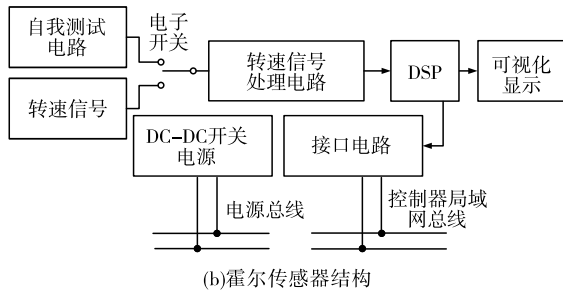 自我测试
电路
电子
开关
转速信号
转速信号
处理电路
DSP
可视化
显示
DC-DC开关
电源
接口电路
电源总线
控制器局域
网总线
(b)霍尔传感器结构